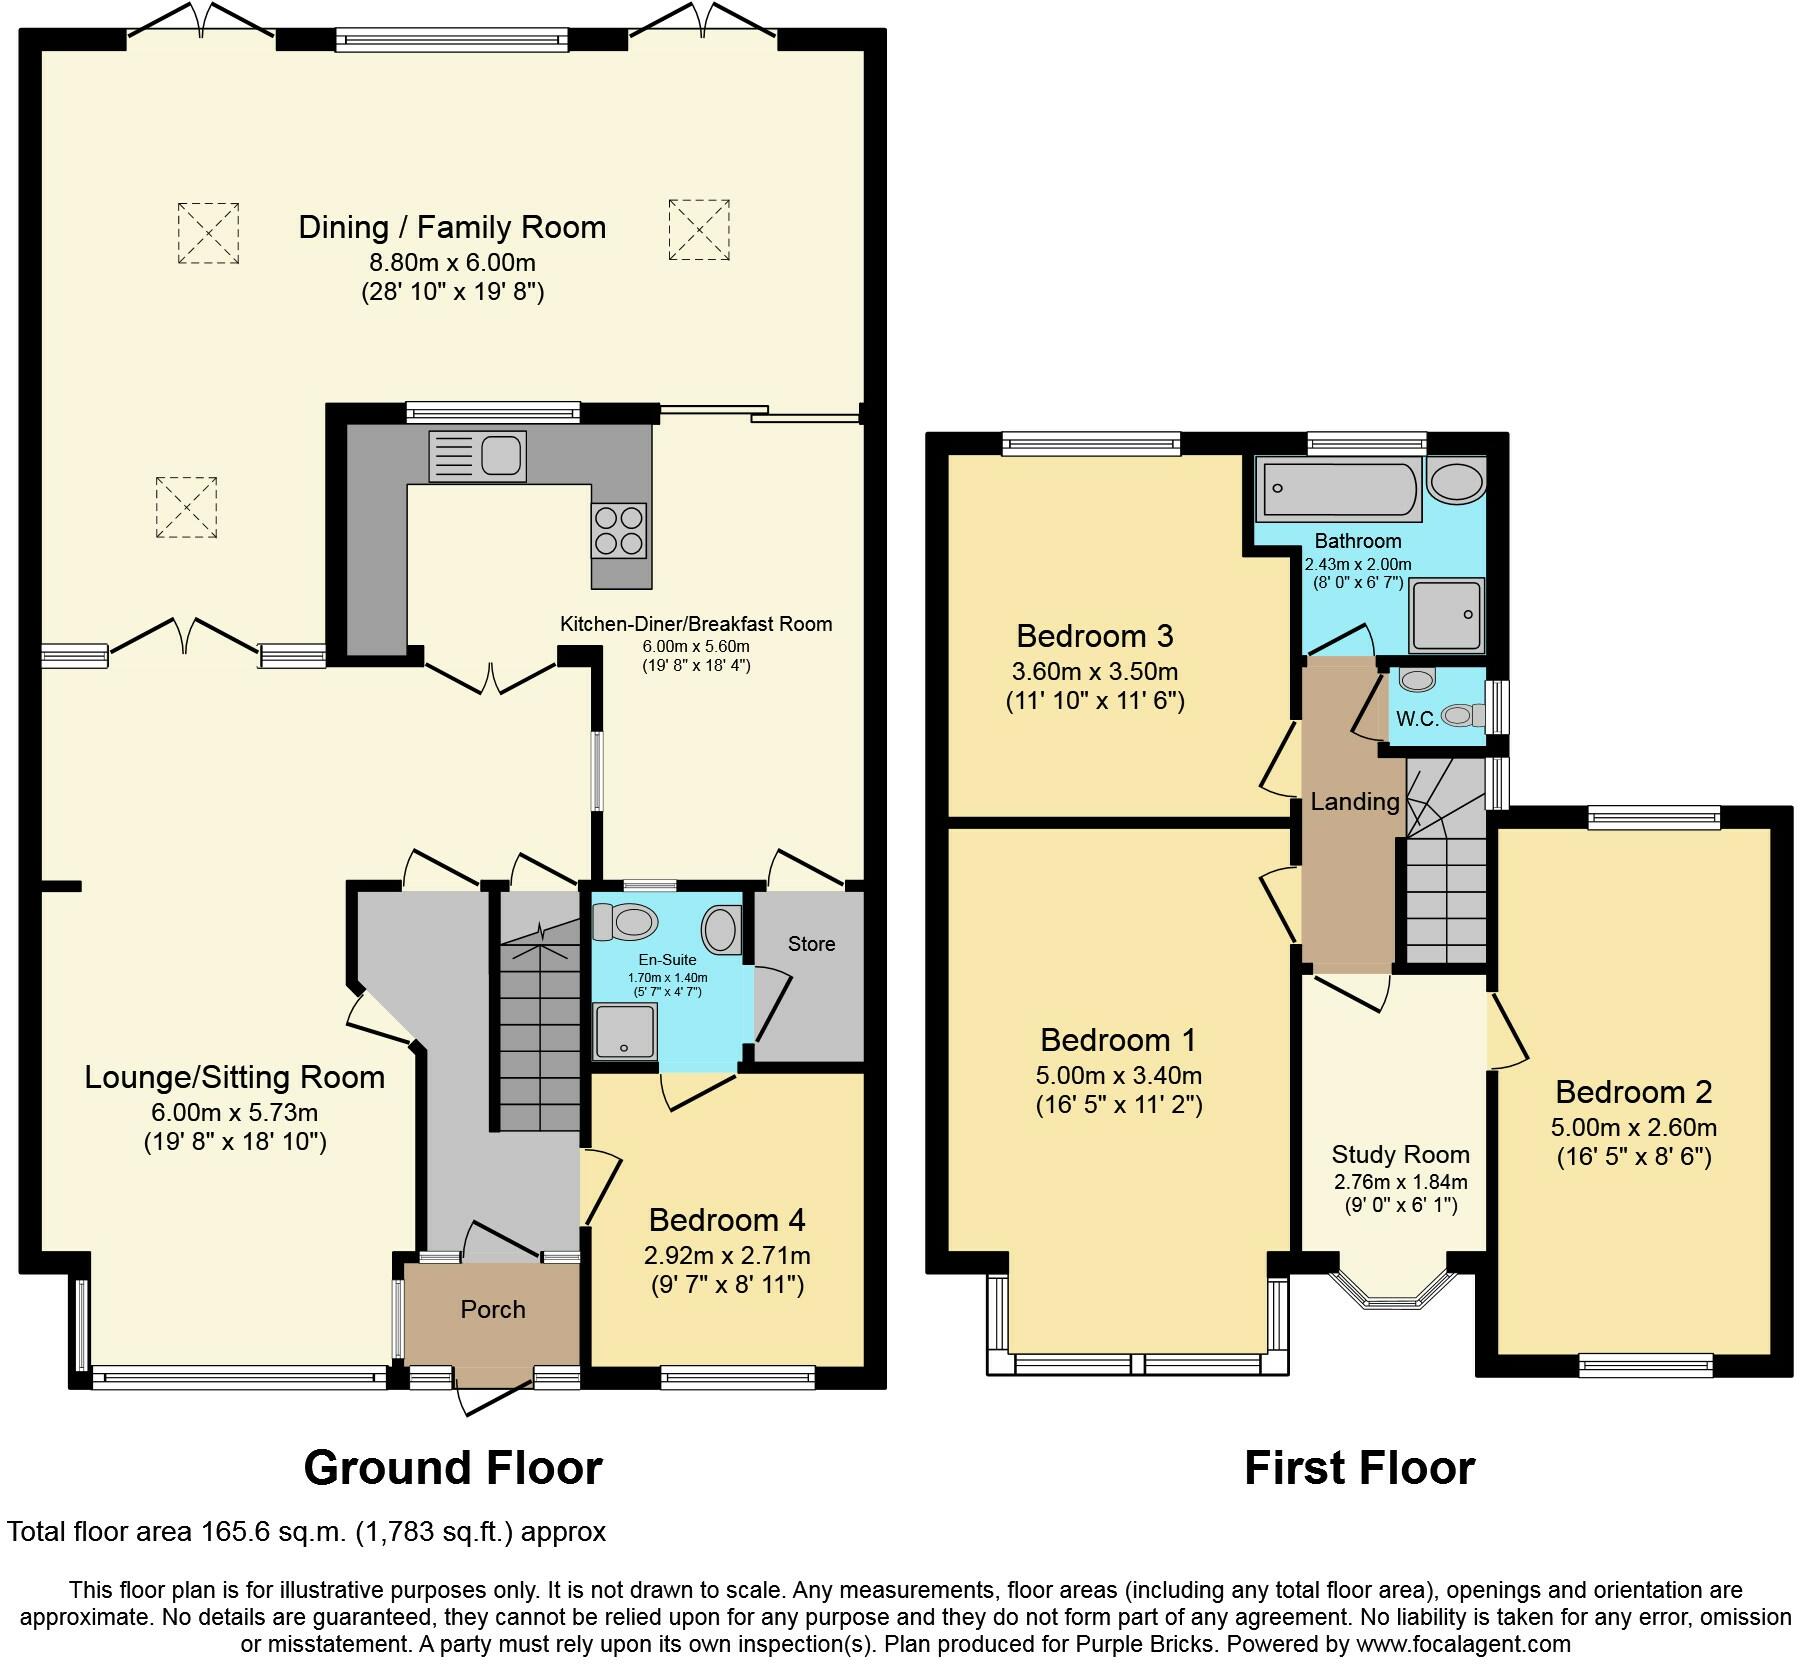 Dining / Family Room
8.80m x 6.00m
(28' 10" x 19' 8")
Kitchen-Diner/Breakfast Room
6.00m x 5.60m
(19' 8" x 18' 4")
Store
En-Suite
1.70m x 1.40m
(5' 7" x 4' 7")
Lounge/Sitting Room
6.00m x 5.73m
(19' 8" x 18' 10")
Bedroom 4
2.92m x 2.71m
(9' 7" x 8' 11")
Porch
Ground Floor
Bathroom
2.43m x 2.00m
(8' 0" x 6' 7")
Bedroom 3
3.60m x 3.50m
(11' 10" x 11' 6")
W.C.
Landing
Bedroom 1
5.00m x 3.40m
(16' 5" x 11' 2")
Bedroom 2
5.00m x 2.60m
(16' 5" x 8' 6")
Study Room
2.76m x 1.84m
(9' 0" x 6' 1")
First Floor
Total floor area 165.6 sq.m. (1,783 sq.ft.) approx
This floor plan is for illustrative purposes only. It is not drawn to scale. Any measurements, floor areas (including any total floor area), openings and orientation are
approximate. No details are guaranteed, they cannot be relied upon for any purpose and they do not form part of any agreement. No liability is taken for any error, omission
or misstatement. A party must rely upon its own inspection(s). Plan produced for Purple Bricks. Powered by www.focalagent.com